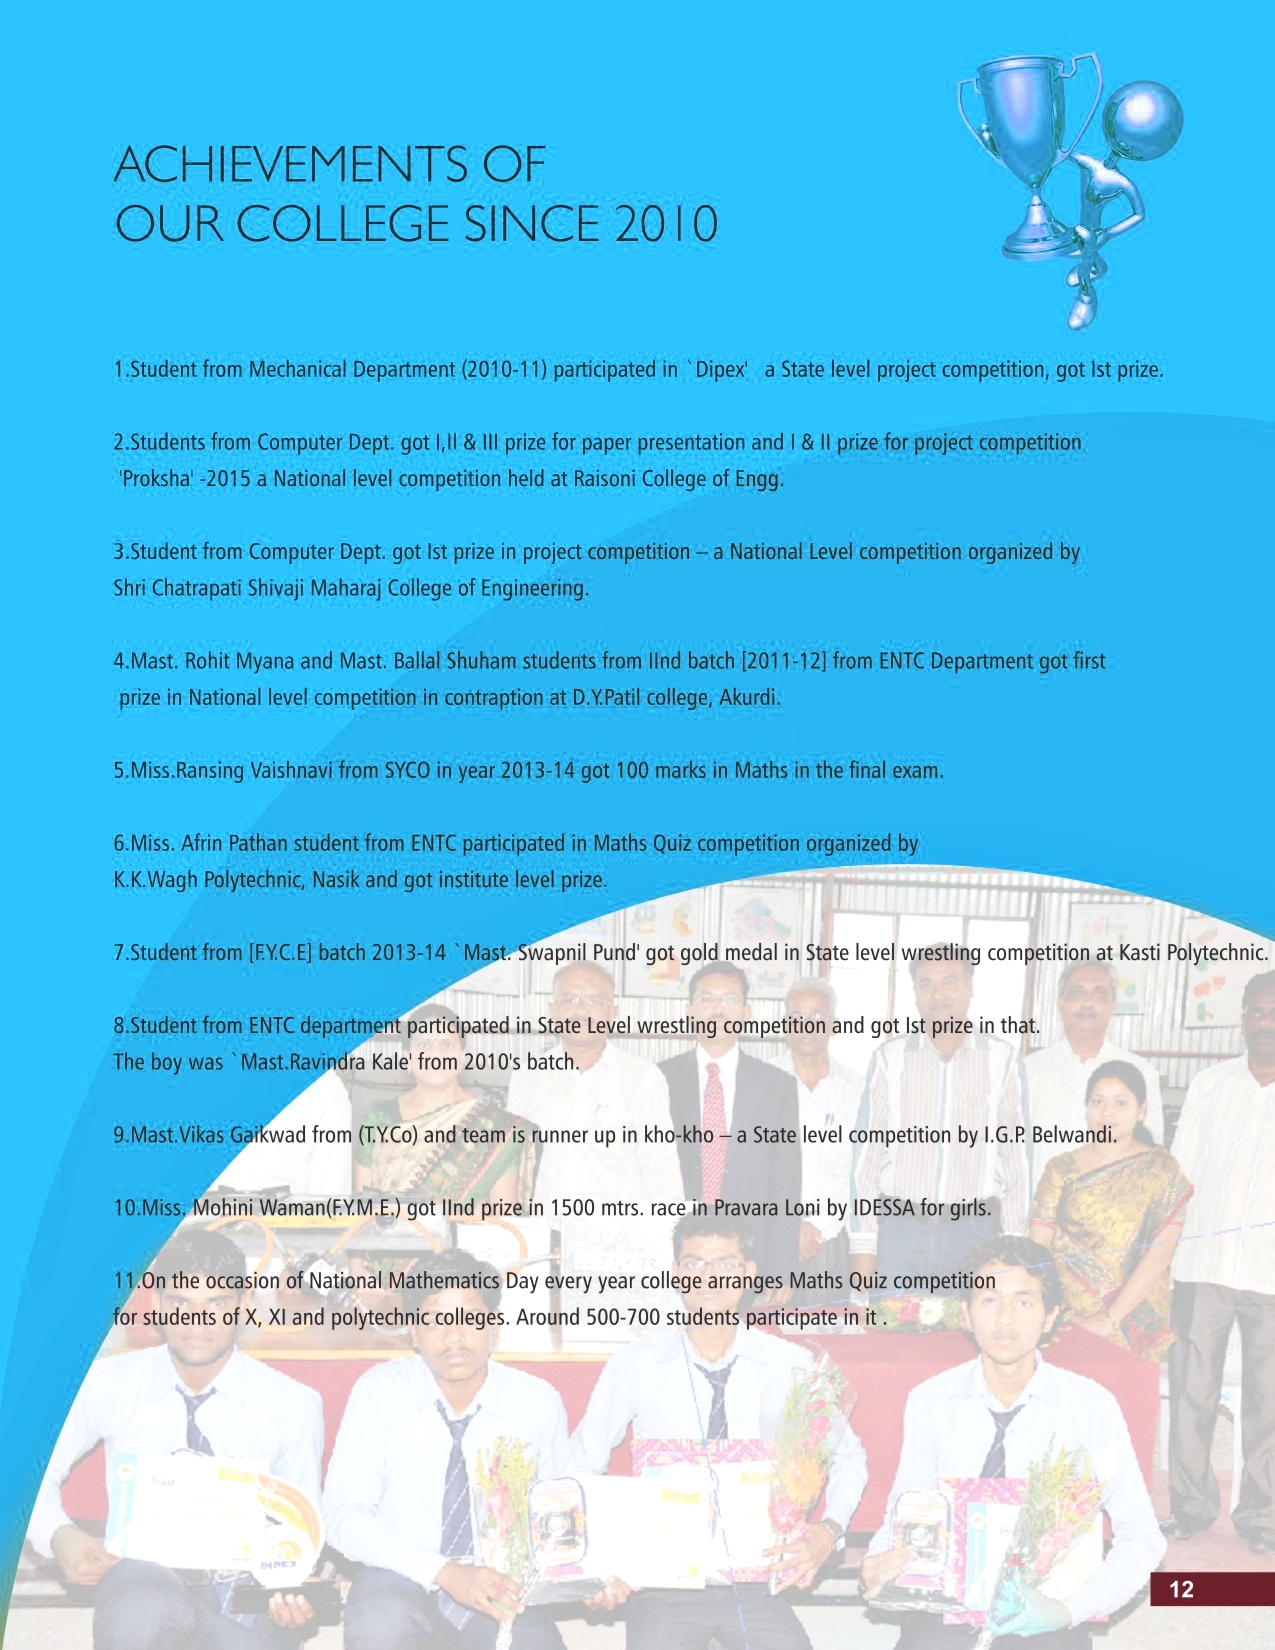 ACHIEVEMENTS OF
OUR COLLEGE SINCE 2010
1.Student from Mechanical Department (2010-11) participated in `Dipex'   a State level project competition, got Ist prize.
2.Students from Computer Dept. got I,II & III prize for paper presentation and I & II prize for project competition
'Proksha' -2015 a National level competition held at Raisoni College of Engg.
3.Student from Computer Dept. got Ist prize in project competition – a National Level competition organized by
Shri Chatrapati Shivaji Maharaj College of Engineering.
4.Mast. Rohit Myana and Mast. Ballal Shuham students from IInd batch [2011-12] from ENTC Department got first
prize in National level competition in contraption at D.Y.Patil college, Akurdi.
5.Miss.Ransing Vaishnavi from SYCO in year 2013-14 got 100 marks in Maths in the final exam.
6.Miss. Afrin Pathan student from ENTC participated in Maths Quiz competition organized by
K.K.Wagh Polytechnic, Nasik and got institute level prize.
7.Student from [F.Y.C.E] batch 2013-14 `Mast. Swapnil Pund' got gold medal in State level wrestling competition at Kasti Polytechnic.
8.Student from ENTC department participated in State Level wrestling competition and got Ist prize in that.
The boy was `Mast.Ravindra Kale' from 2010's batch.
9.Mast.Vikas Gaikwad from (T.Y.Co) and team is runner up in kho-kho – a State level competition by I.G.P. Belwandi.
10.Miss. Mohini Waman(F.Y.M.E.) got IInd prize in 1500 mtrs. race in Pravara Loni by IDESSA for girls.
11.On the occasion of National Mathematics Day every year college arranges Maths Quiz competition
for students of X, XI and polytechnic colleges. Around 500-700 students participate in it .
DIPEX
12